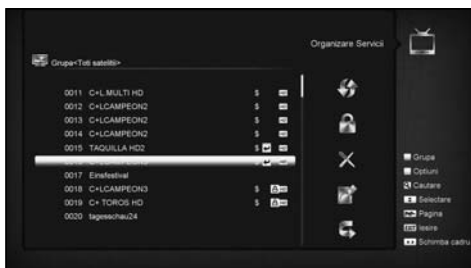 Organizare Servicii
Grupa<Toti satelitii>
0011 C+L.MULTI HD $
0012 C+LCAMPEON2 $
0013 C+LCAMPEON2 $
0014 C+LCAMPEON2 $
0015 TAQUILLA HD2 $
0017 Einsfestival
0018 C+LCAMPEON3 $
0019 C+ TOROS HD $
0020 tagesschau24
Grupa
Optiuni
Cautare
Selectare
Pagina
EXIT Iesire
Schimba cadru